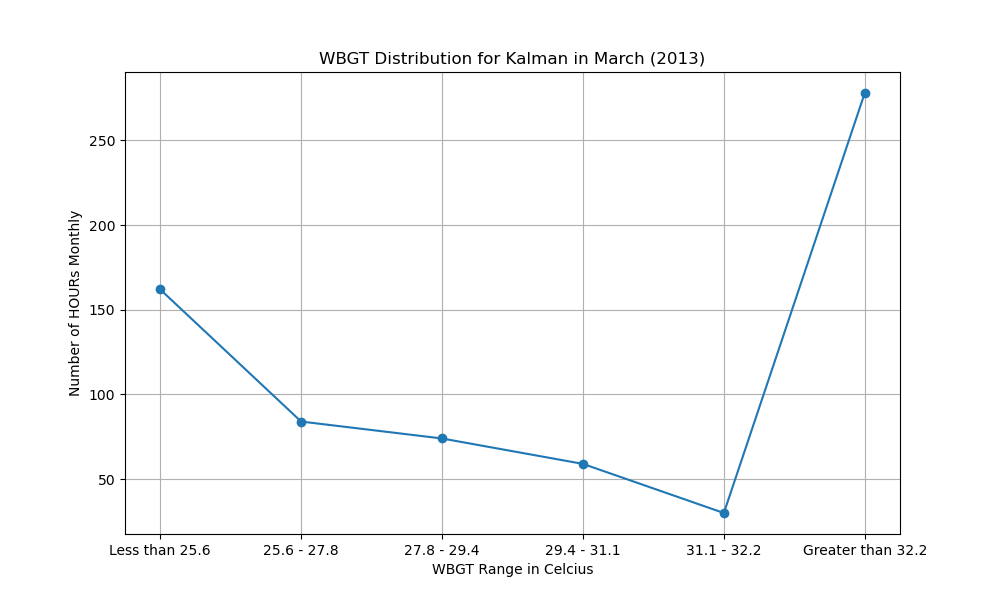 WBGT Distribution for Kalman in March (2013)
Number of HOURs Monthly
250
200
150
100
50
Less than 25.6
25.6 - 27.8
27.8 - 29.4
29.4 - 31.1
31.1 - 32.2
Greater than 32.2
WBGT Range in Celcius